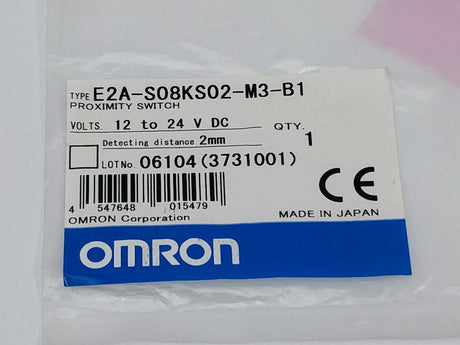 TYPE E2A-S08KS02-M3-B1
PROXIMITY SWITCH
VOLTS. 12 to 24 V DC QTY.
Detecting distance 2mm 1
LOT No. 06104 (3731001)
4 547648 015479
OMRON Corporation
CE
MADE IN JAPAN
OMRON